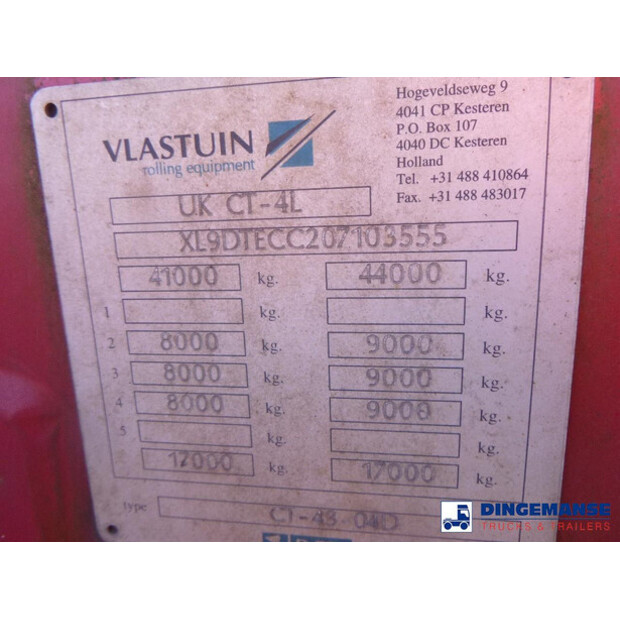 VLASTUIN
rolling equipment
Hogeveldseweg 9
4041 CP Kesteren
P.O. Box 107
4040 DC Kesteren
Holland
Tel. +31 488 410864
Fax. +31 488 483017
UK CT-4L
XL9DTECC207103555
41000 kg. 44000 kg.
1 kg. kg.
2 8000 kg. 9000 kg.
3 8000 kg. 9000 kg.
4 8000 kg. 9000 kg.
5 kg. kg.
17000 kg. 17000 kg.
type CT-43 04D
DINGEMANSE
TRUCKS & TRAILERS